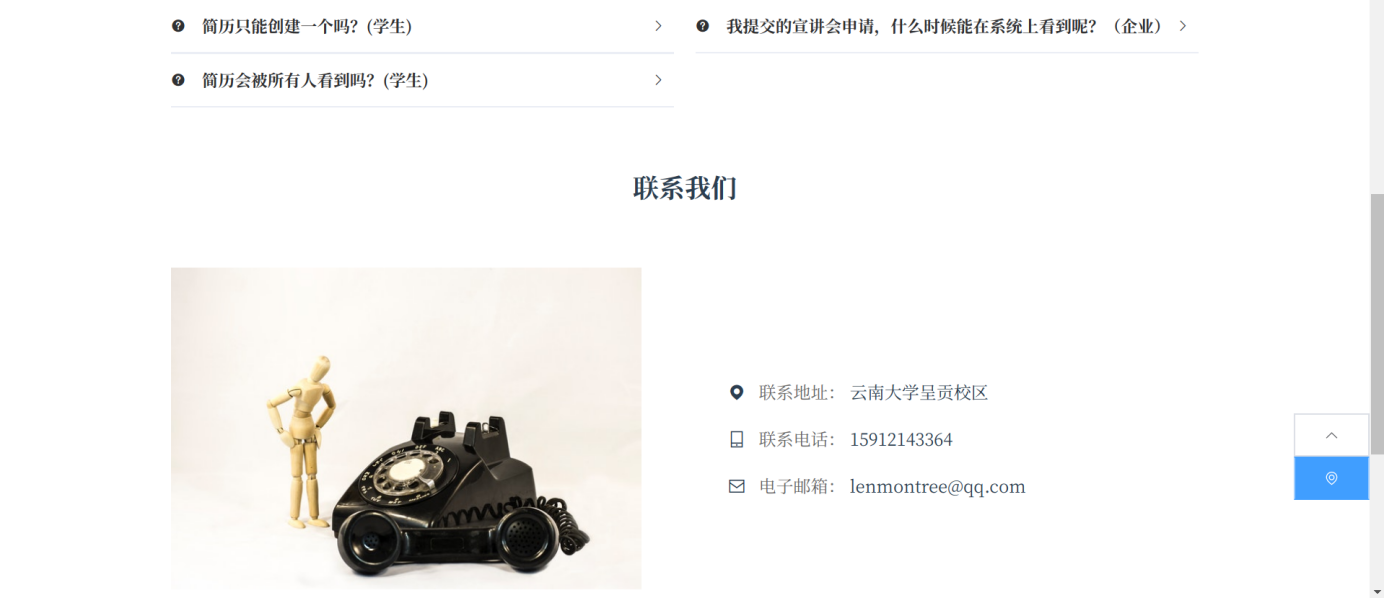 简历只能创建一个吗？(学生)
我提交的宣讲会申请，什么时候能在系统上看到呢？（企业）
简历会被所有人看到吗？(学生)
联系我们
联系地址： 云南大学呈贡校区
联系电话： 15912143364
电子邮箱： lenmontree@qq.com